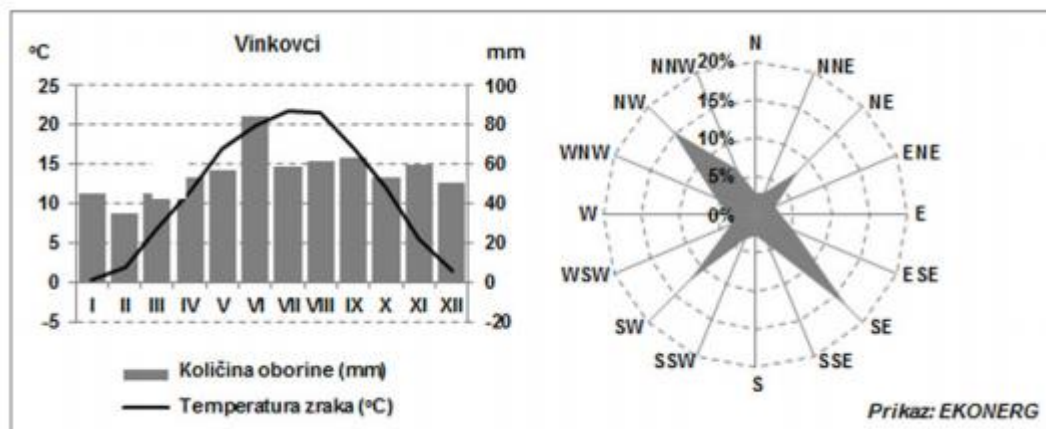 Vinkovci
°C
mm
25
20
15
10
5
0
-5
100
80
60
40
20
0
-20
I II III IV V VI VII VIII IX X XI XII
Količina oborine (mm)
Temperatura zraka (°C)
N
NNE
NE
ENE
E
ESE
SE
SSE
S
SSW
SW
WSW
W
WNW
NW
NNW
20%
15%
10%
5%
0%
Prikaz: EKONERG